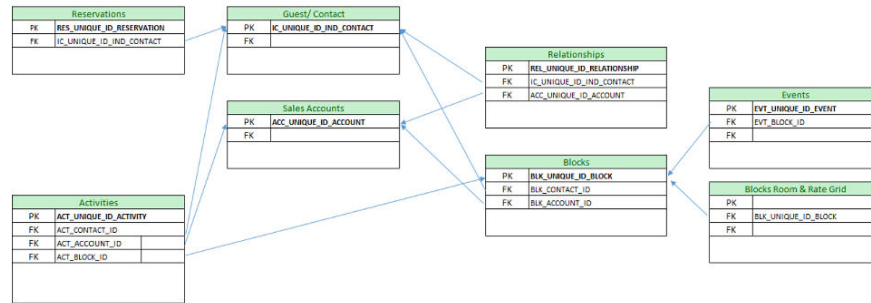 Reservations
PK RES_UNIQUE_ID_RESERVATION
FK IC_UNIQUE_ID_IND_CONTACT
Guest/ Contact
PK IC_UNIQUE_ID_IND_CONTACT
FK
Relationships
PK REL_UNIQUE_ID_RELATIONSHIP
FK IC_UNIQUE_ID_IND_CONTACT
FK ACC_UNIQUE_ID_ACCOUNT
Sales Accounts
PK ACC_UNIQUE_ID_ACCOUNT
FK
Events
PK EVT_UNIQUE_ID_EVENT
FK EVT_BLOCK_ID
FK
Blocks
PK BLK_UNIQUE_ID_BLOCK
FK BLK_CONTACT_ID
FK BLK_ACCOUNT_ID
Blocks Room & Rate Grid
PK
FK BLK_UNIQUE_ID_BLOCK
FK
Activities
PK ACT_UNIQUE_ID_ACTIVITY
FK ACT_CONTACT_ID
FK ACT_ACCOUNT_ID
FK ACT_BLOCK_ID